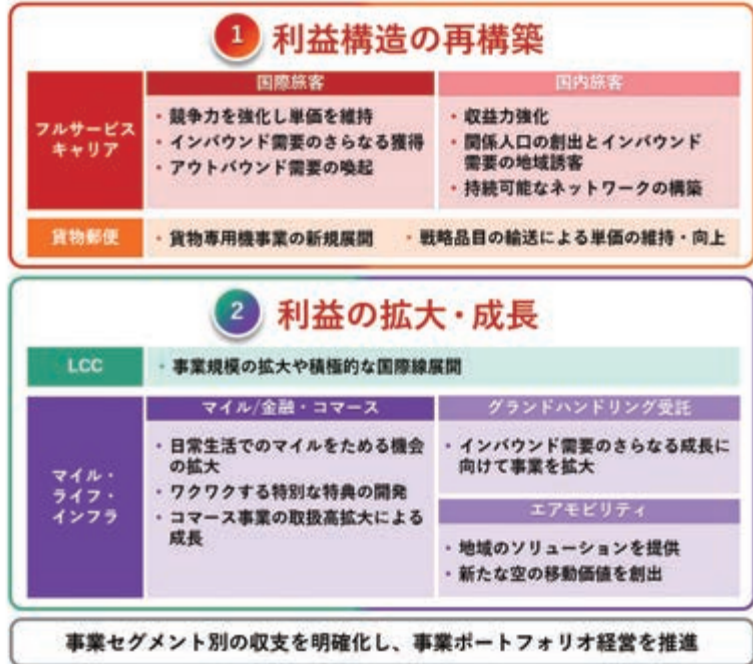 1 利益構造の再構築
国際旅客
国内旅客
フルサービス
キャリア
・競争力を強化し単価を維持
・インバウンド需要のさらなる獲得
・アウトバウンド需要の喚起
・収益力強化
・関係人口の創出とインバウンド
需要の地域誘客
・持続可能なネットワークの構築
貨物郵便
・貨物専用機事業の新規展開 ・戦略品目の輸送による単価の維持・向上
2 利益の拡大・成長
LCC
・事業規模の拡大や積極的な国際線展開
マイル・
ライフ・
インフラ
マイル/金融・コマース
・日常生活でのマイルをためる機会
の拡大
・ワクワクする特別な特典の開発
・コマース事業の取扱高拡大による
成長
グランドハンドリング受託
・インバウンド需要のさらなる成長に
向けて事業を拡大
エアモビリティ
・地域のソリューションを提供
・新たな空の移動価値を創出
事業セグメント別の収支を明確化し、事業ポートフォリオ経営を推進